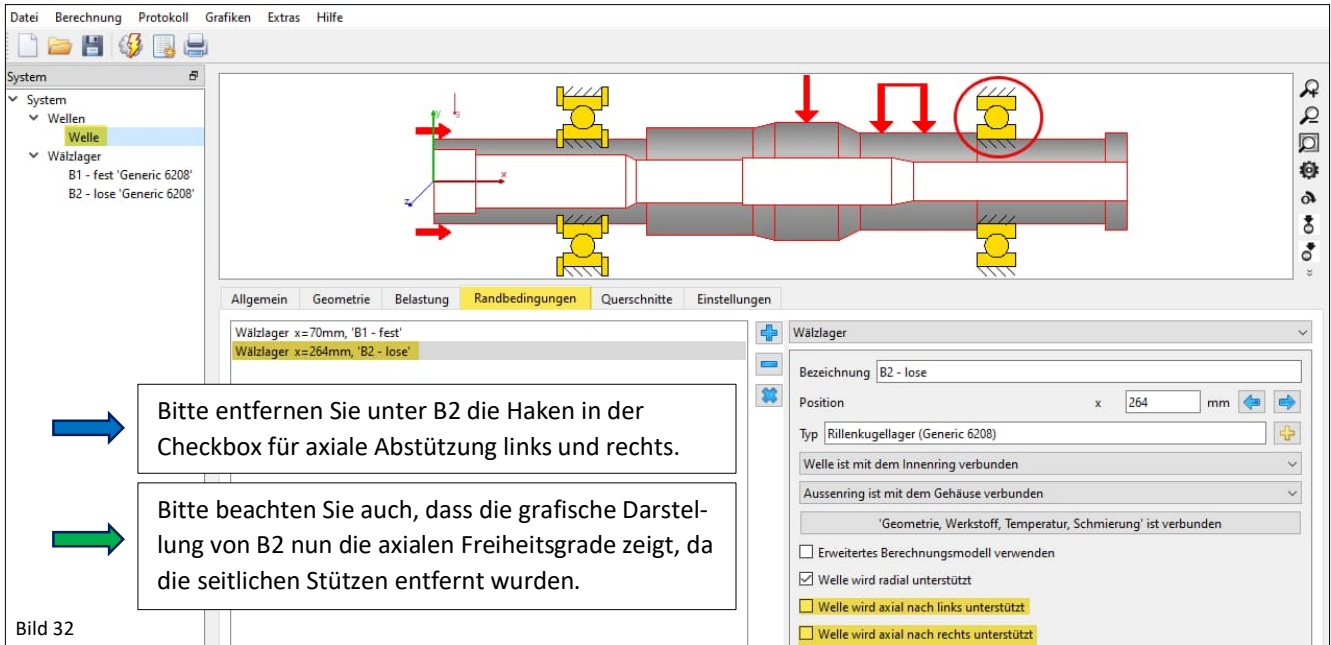 Datei Berechnung Protokoll Grafiken Extras Hilfe
System
System
Wellen
Welle
Wälzlager
B1 - fest 'Generic 6208'
B2 - lose 'Generic 6208'
y
g
x
z
Allgemein Geometrie Belastung Randbedingungen Querschnitte Einstellungen
Wälzlager x=70mm, 'B1 - fest'
Wälzlager x=264mm, 'B2 - lose'
Bitte entfernen Sie unter B2 die Haken in der
Checkbox für axiale Abstützung links und rechts.
Bitte beachten Sie auch, dass die grafische Darstel-
lung von B2 nun die axialen Freiheitsgrade zeigt, da
die seitlichen Stützen entfernt wurden.
Bild 32
Wälzlager
Bezeichnung B2 - lose
Position x 264 mm
Typ Rillenkugellager (Generic 6208)
Welle ist mit dem Innenring verbunden
Aussenring ist mit dem Gehäuse verbunden
'Geometrie, Werkstoff, Temperatur, Schmierung' ist verbunden
Erweitertes Berechnungsmodell verwenden
Welle wird radial unterstützt
Welle wird axial nach links unterstützt
Welle wird axial nach rechts unterstützt